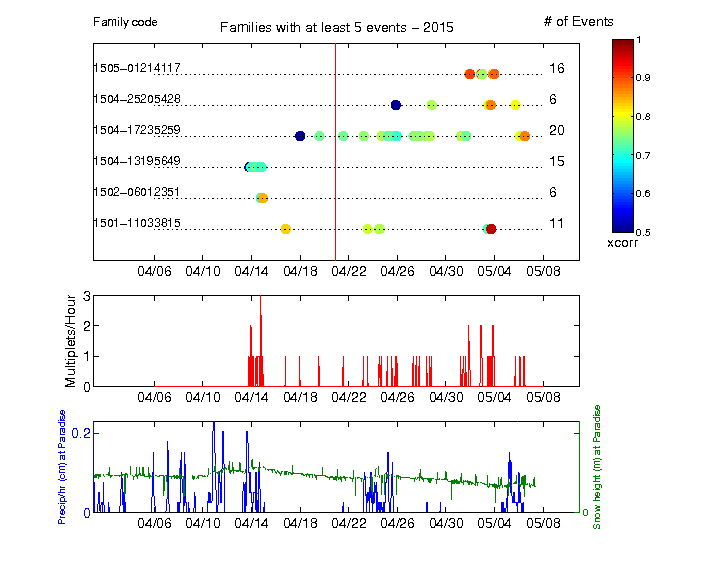 Family code
Families with at least 5 events – 2015
# of Events
1505–01214117 16
1504–25205428 6
1504–17235259 20
1504–13195649 15
1502–06012351 6
1501–11033815 11
04/06 04/10 04/14 04/18 04/22 04/26 04/30 05/04 05/08
1
0.9
0.8
0.7
0.6
0.5
xcorr
Multiplets/Hour
3
2
1
0
04/06 04/10 04/14 04/18 04/22 04/26 04/30 05/04 05/08
Precip/hr (cm) at Paradise
0.2
0
04/06 04/10 04/14 04/18 04/22 04/26 04/30 05/04 05/08
0
Snow height (m) at Paradise